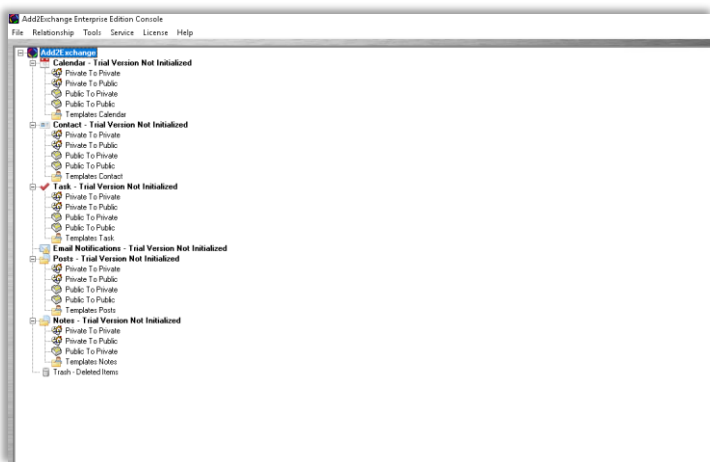 Add2Exchange Enterprise Edition Console
File Relationship Tools Service License Help
Add2Exchange
Calendar - Trial Version Not Initialized
Private To Private
Private To Public
Public To Private
Public To Public
Templates Calendar
Contact - Trial Version Not Initialized
Private To Private
Private To Public
Public To Private
Public To Public
Templates Contact
Task - Trial Version Not Initialized
Private To Private
Private To Public
Public To Private
Public To Public
Templates Task
Email Notifications - Trial Version Not Initialized
Posts - Trial Version Not Initialized
Private To Private
Private To Public
Public To Private
Public To Public
Templates Posts
Notes - Trial Version Not Initialized
Private To Private
Private To Public
Public To Private
Templates Notes
Trash - Deleted Items